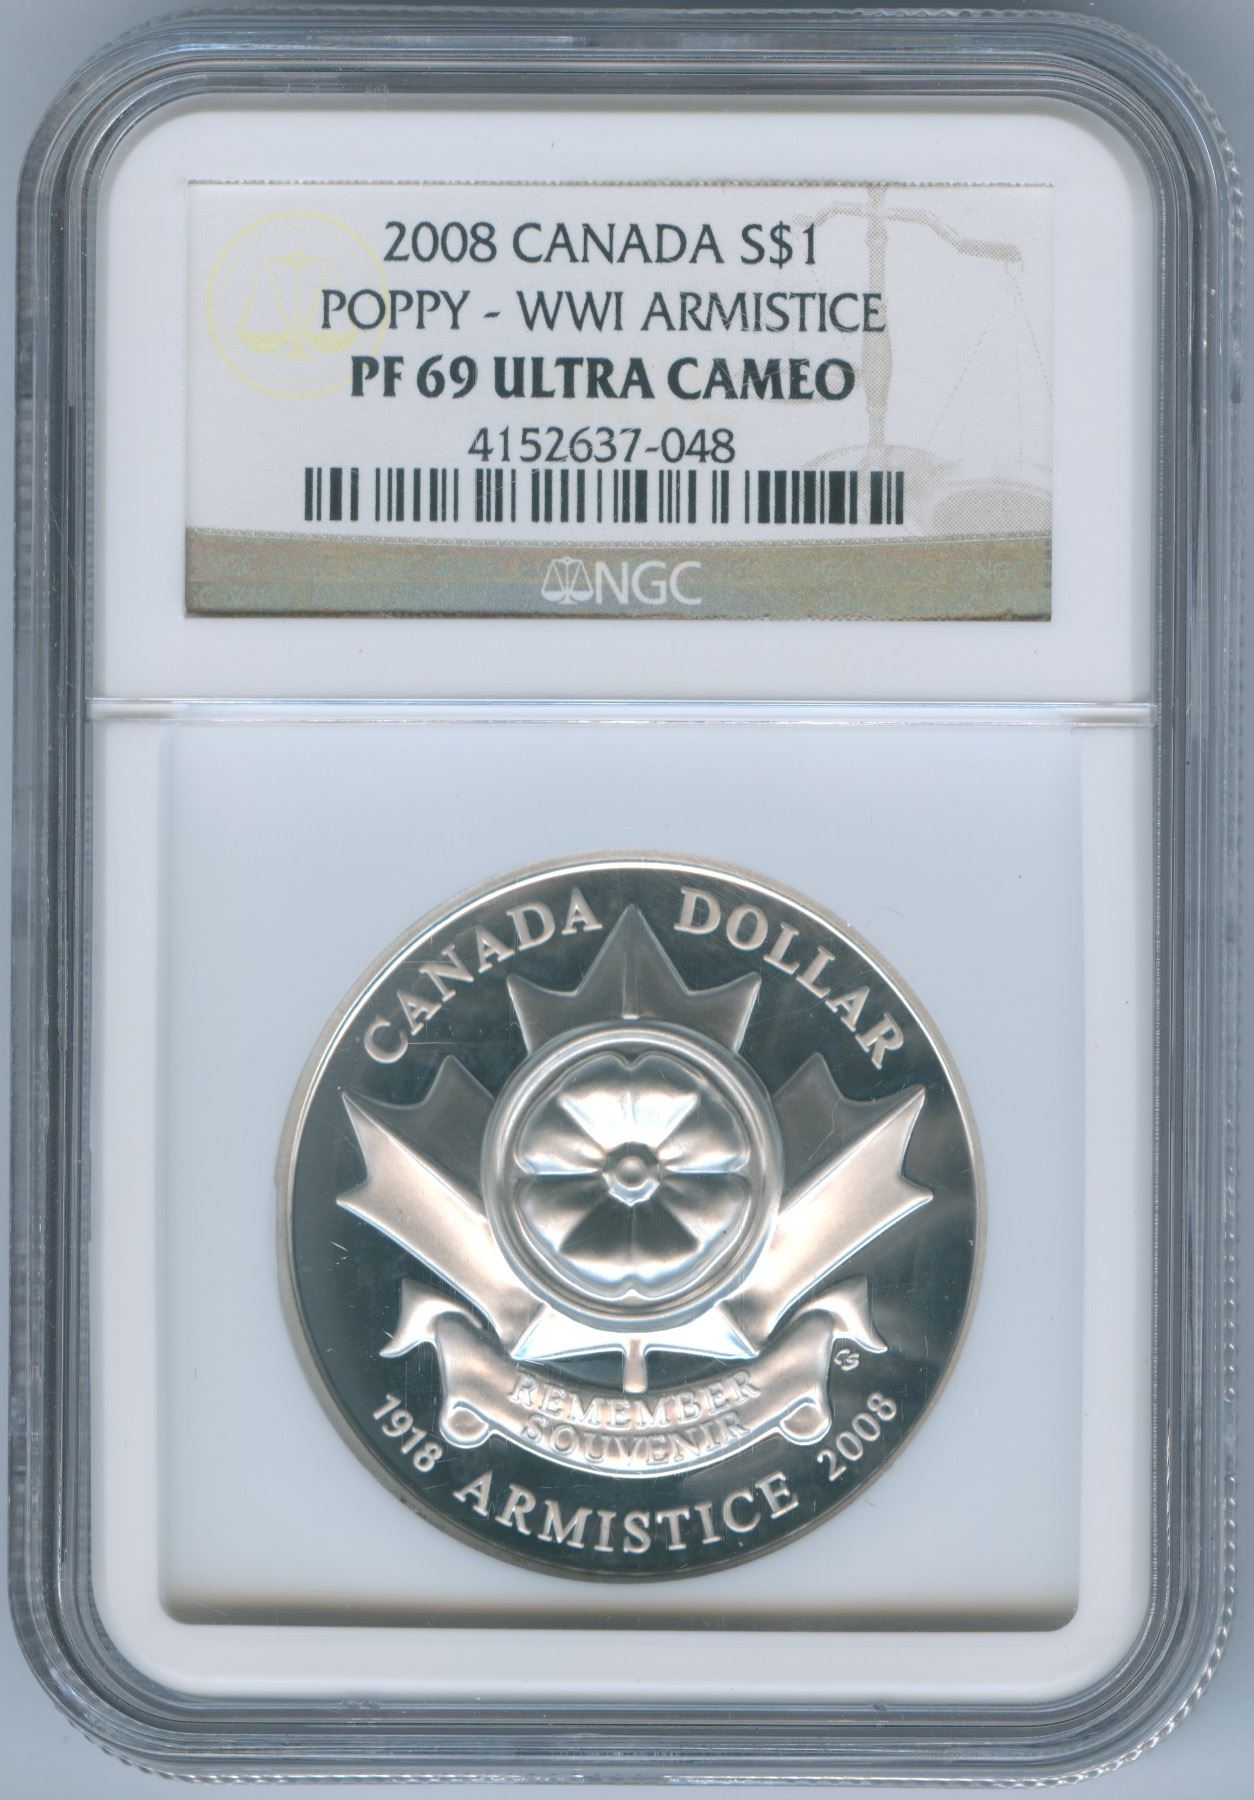 2008 CANADA S$1
POPPY - WWI ARMISTICE
PF 69 ULTRA CAMEO
4152637-048
NGC
CANADA DOLLAR
REMEMBER
SOUVENIR
CS
1918 ARMISTICE 2008